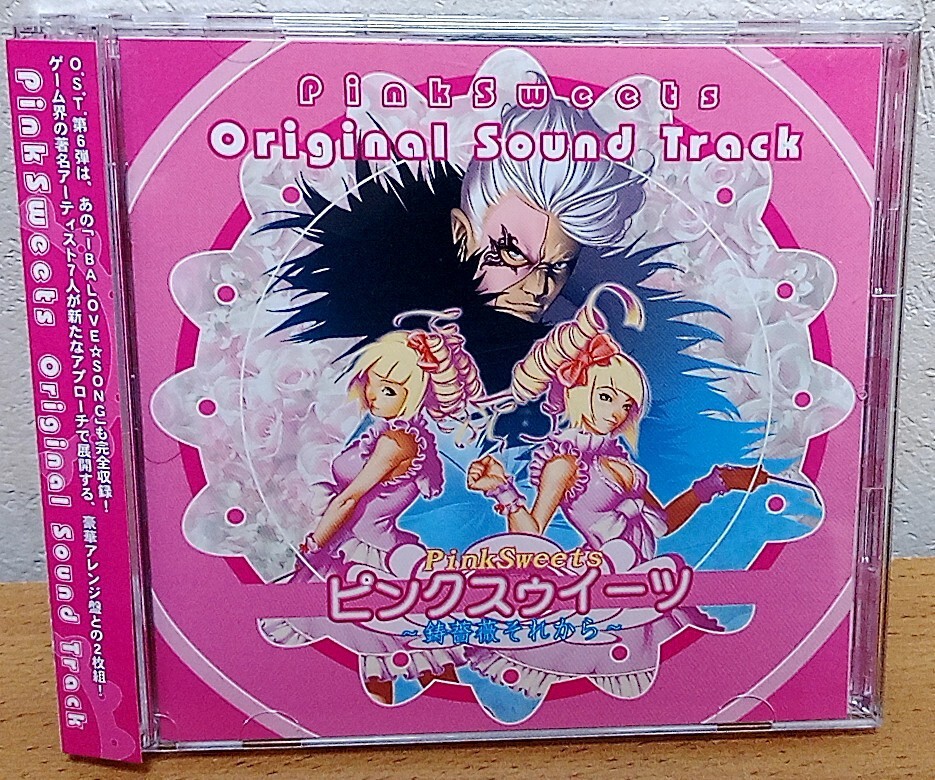 O.S.T.第6弾は、あの「I BALOVE☆SONG」も完全収録!
ゲーム界の著名アーティスト7人が新たなアプローチで展開する、豪華アレンジ盤との2枚組!
PinkSweets Original Sound Track
PinkSweets
Original Sound Track
PinkSweets
ピンクスゥイーツ
~鋳薔薇それから~